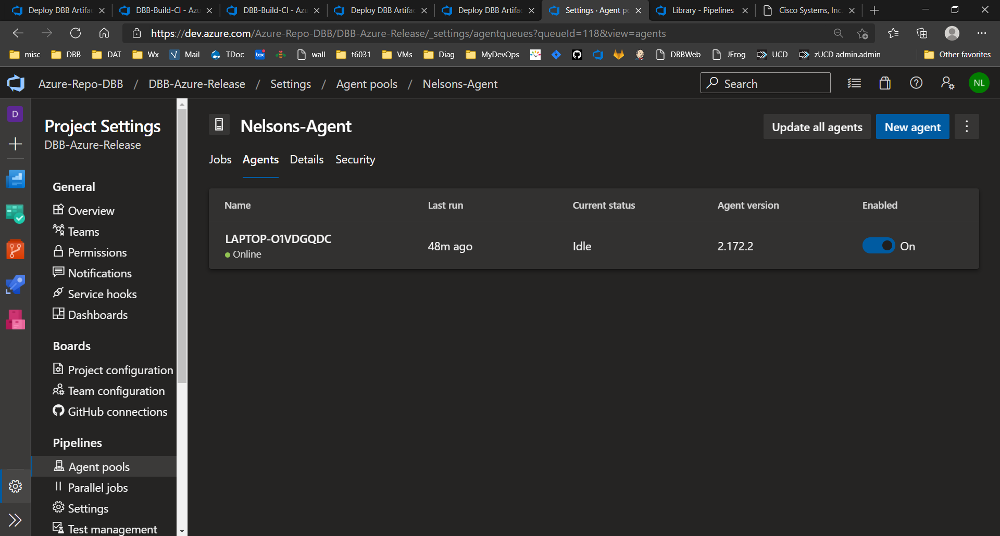 Deploy DBB Artifac
DBB-Build-CI - Azu
DBB-Build-CI - Azu
Deploy DBB Artifac
Deploy DBB Artifac
Settings · Agent po
Library - Pipelines
Cisco Systems, Inc.
https://dev.azure.com/Azure-Repo-DBB/DBB-Azure-Release/_settings/agentqueues?queueId=118&view=agents
misc DBB DAT Wx Mail TDoc box wall t6031 VMs Diag MyDevOps DBBWeb JFrog UCD zUCD admin.admin Other favorites
Azure-Repo-DBB / DBB-Azure-Release / Settings / Agent pools / Nelsons-Agent
Search
NL
D
Project Settings
DBB-Azure-Release
General
Overview
Teams
Permissions
Notifications
Service hooks
Dashboards
Boards
Project configuration
Team configuration
GitHub connections
Pipelines
Agent pools
Parallel jobs
Settings
Test management
Nelsons-Agent
Update all agents
New agent
Jobs Agents Details Security
Name Last run Current status Agent version Enabled
LAPTOP-O1VDGQDC
Online
48m ago
Idle
2.172.2
On